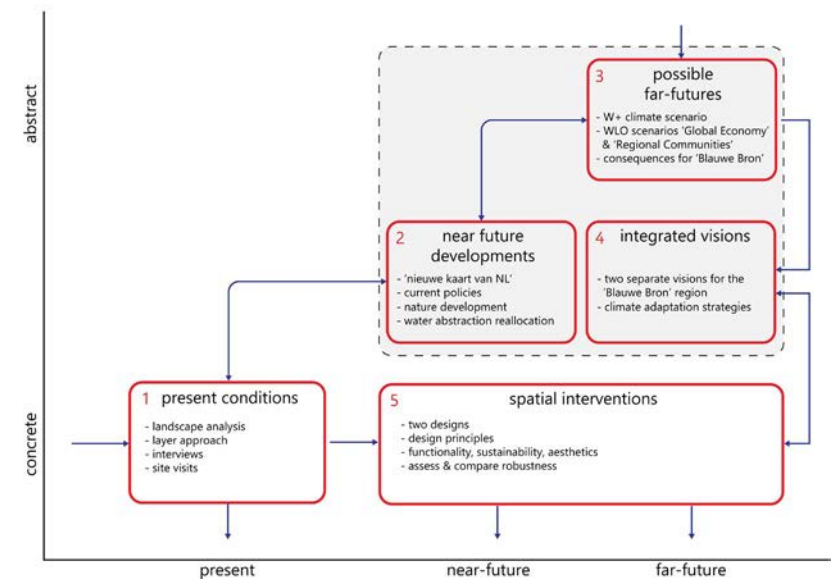 abstract
concrete
3 possible
far-futures
- W+ climate scenario
- WLO scenarios 'Global Economy'
& 'Regional Communities'
- consequences for 'Blauwe Bron'
2 near future
developments
- 'nieuwe kaart van NL'
- current policies
- nature development
- water abstraction reallocation
4 integrated visions
- two separate visions for the
'Blauwe Bron' region
- climate adaptation strategies
1 present conditions
- landscape analysis
- layer approach
- interviews
- site visits
5 spatial interventions
- two designs
- design principles
- functionality, sustainability, aesthetics
- assess & compare robustness
present
near-future
far-future